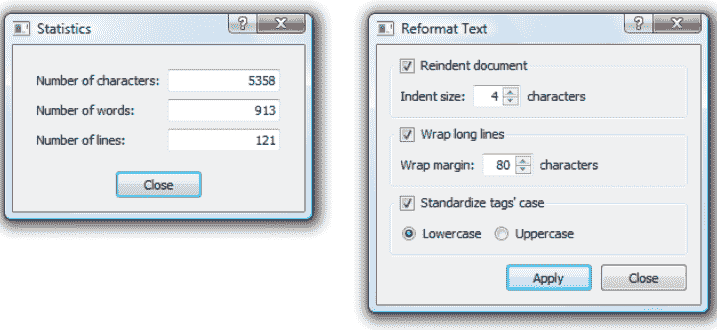 Statistics
Number of characters: 5358
Number of words: 913
Number of lines: 121
Close
Reformat Text
Reindent document
Indent size: 4 characters
Wrap long lines
Wrap margin: 80 characters
Standardize tags' case
Lowercase Uppercase
Apply Close